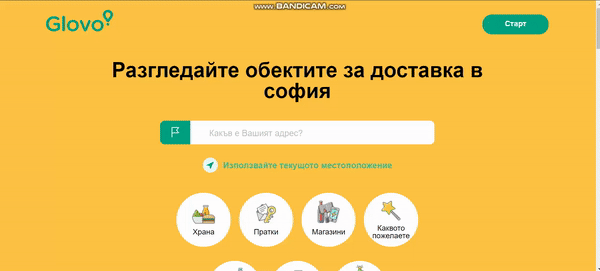 www.BANDICAM.com
Glovo
Старт
Разгледайте обектите за доставка в
софия
Какъв е Вашият адрес?
Използвайте текущото местоположение
Храна
Пратки
Магазини
Каквото
пожелаете